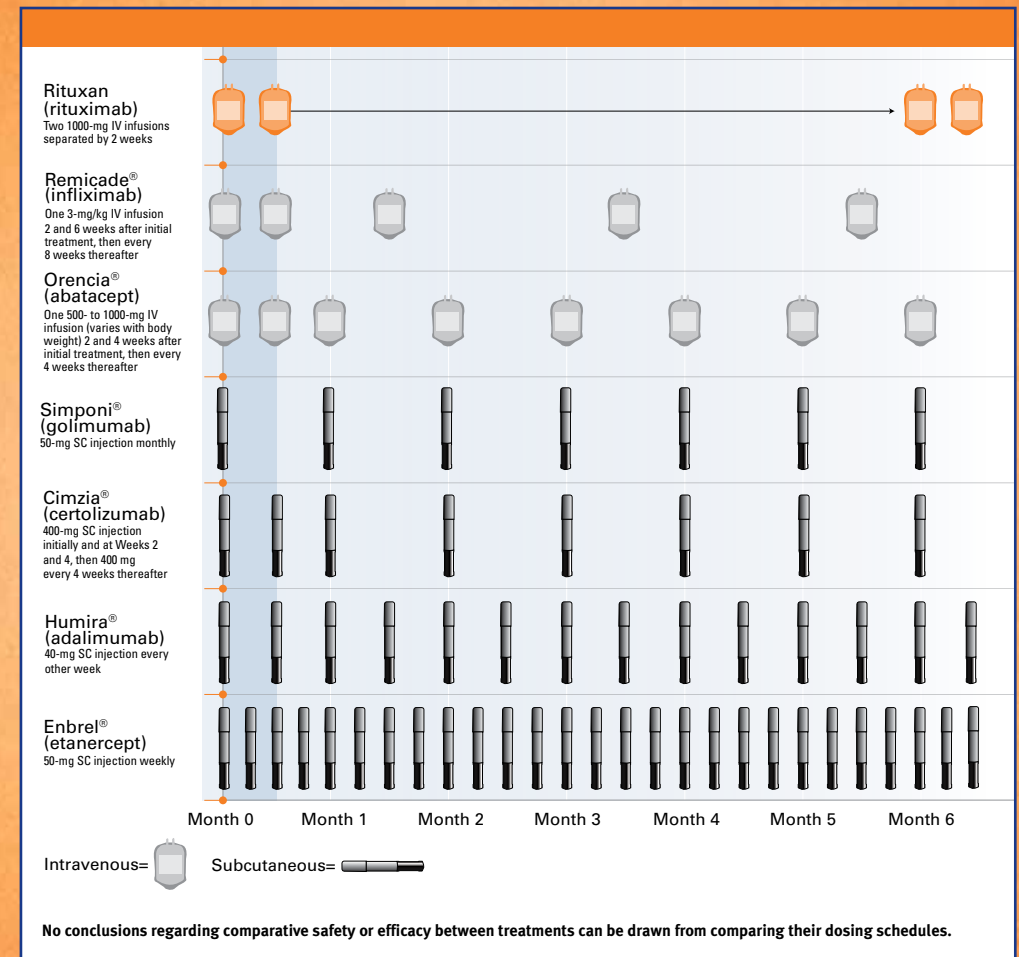 Rituxan
(rituximab)
Two 1000-mg IV infusions
separated by 2 weeks
Remicade®
(infliximab)
One 3-mg/kg IV infusion
2 and 6 weeks after initial
treatment, then every
8 weeks thereafter
Orencia®
(abatacept)
One 500- to 1000-mg IV
infusion (varies with body
weight) 2 and 4 weeks after
initial treatment, then every
4 weeks thereafter
Simponi®
(golimumab)
50-mg SC injection monthly
Cimzia®
(certolizumab)
400-mg SC injection
initially and at Weeks 2
and 4, then 400 mg
every 4 weeks thereafter
Humira®
(adalimumab)
40-mg SC injection every
other week
Enbrel®
(etanercept)
50-mg SC injection weekly
Month 0 Month 1 Month 2 Month 3 Month 4 Month 5 Month 6
Intravenous= Subcutaneous=
No conclusions regarding comparative safety or efficacy between treatments can be drawn from comparing their dosing schedules.